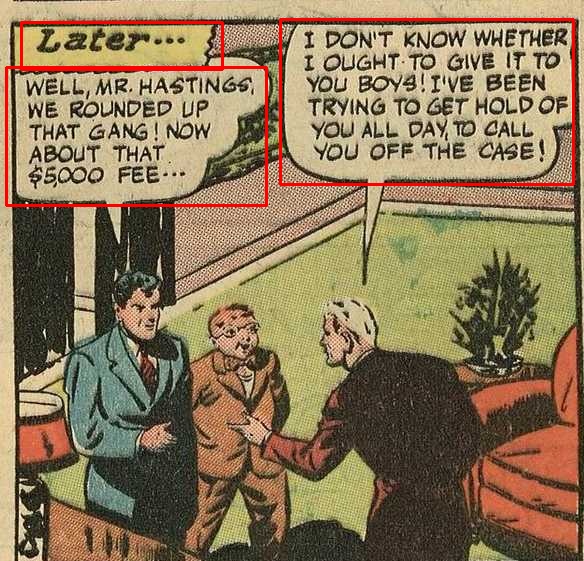 Later...
WELL, MR. HASTINGS,
WE ROUNDED UP
THAT GANG! NOW
ABOUT THAT
$5,000 FEE...
I DON'T KNOW WHETHER
I OUGHT TO GIVE IT TO
YOU BOYS! I'VE BEEN
TRYING TO GET HOLD OF
YOU ALL DAY, TO CALL
YOU OFF THE CASE!